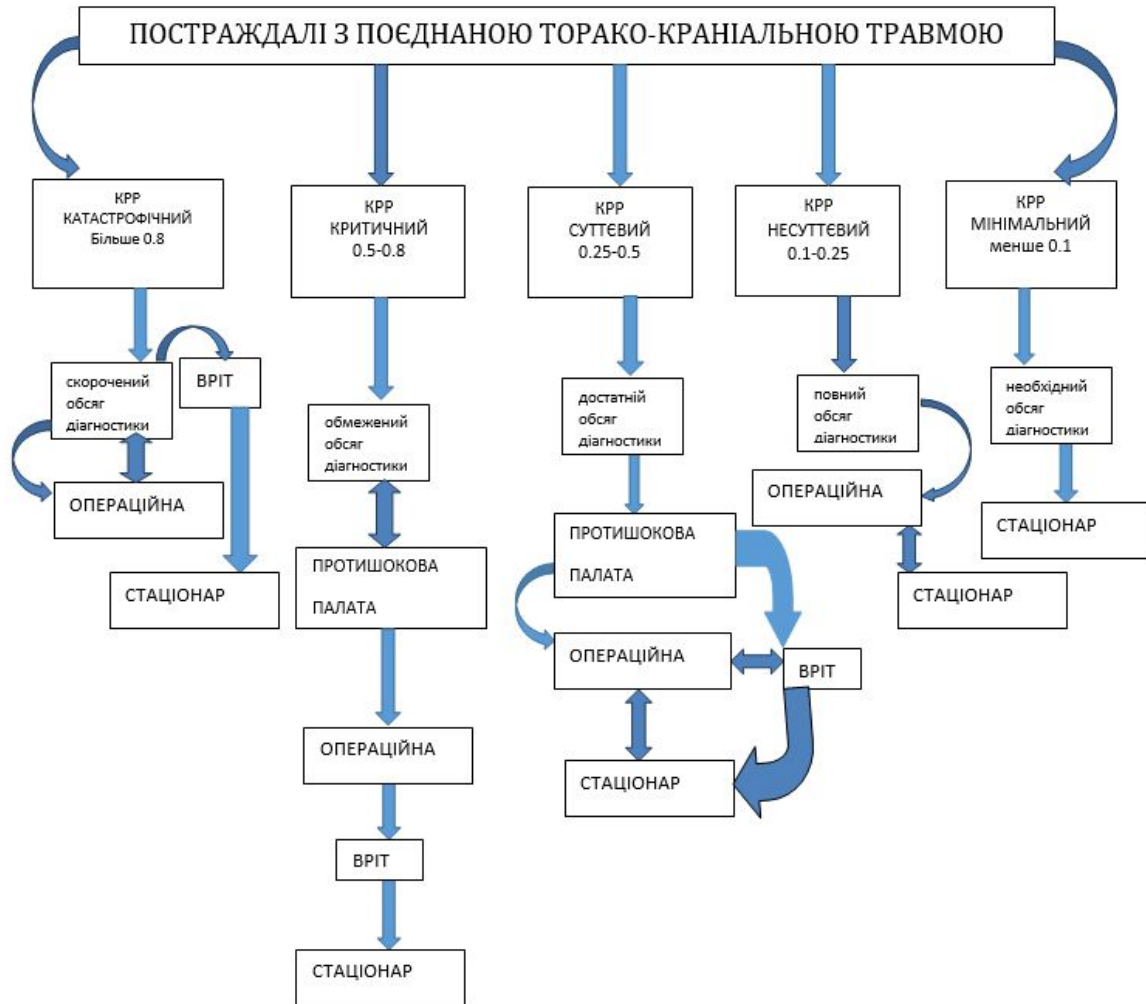 ПОСТРАЖДАЛІ З ПОЄДНАНОЮ ТОРАКО-КРАНІАЛЬНОЮ ТРАВМОЮ
КРР
КАТАСТРОФІЧНИЙ
Більше 0.8
КРР
КРИТИЧНИЙ
0.5-0.8
КРР
СУТТЄВИЙ
0.25-0.5
КРР
НЕСУТТЄВИЙ
0.1-0.25
КРР
МІНІМАЛЬНИЙ
менше 0.1
скорочений
обсяг
діагностики
ВРІТ
ОПЕРАЦІЙНА
СТАЦІОНАР
обмежений
обсяг
діагностики
ПРОТИШОКОВА
ПАЛАТА
ОПЕРАЦІЙНА
ВРІТ
СТАЦІОНАР
достатній
обсяг
діагностики
ПРОТИШОКОВА
ПАЛАТА
ОПЕРАЦІЙНА
ВРІТ
СТАЦІОНАР
повний
обсяг
діагностики
ОПЕРАЦІЙНА
СТАЦІОНАР
необхідний
обсяг
діагностики
СТАЦІОНАР